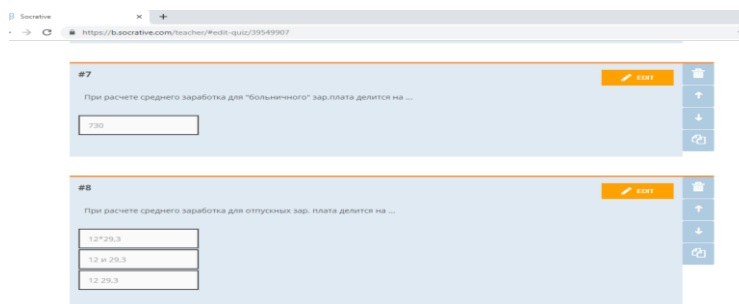 Socrative
https://b.socrative.com/teacher/#edit-quiz/39549907
#7
EDIT
При расчете среднего заработка для "больничного" зар.плата делится на ...
730
#8
EDIT
При расчете среднего заработка для отпускных зар. плата делится на ...
12*29,3
12 и 29,3
12 29,3